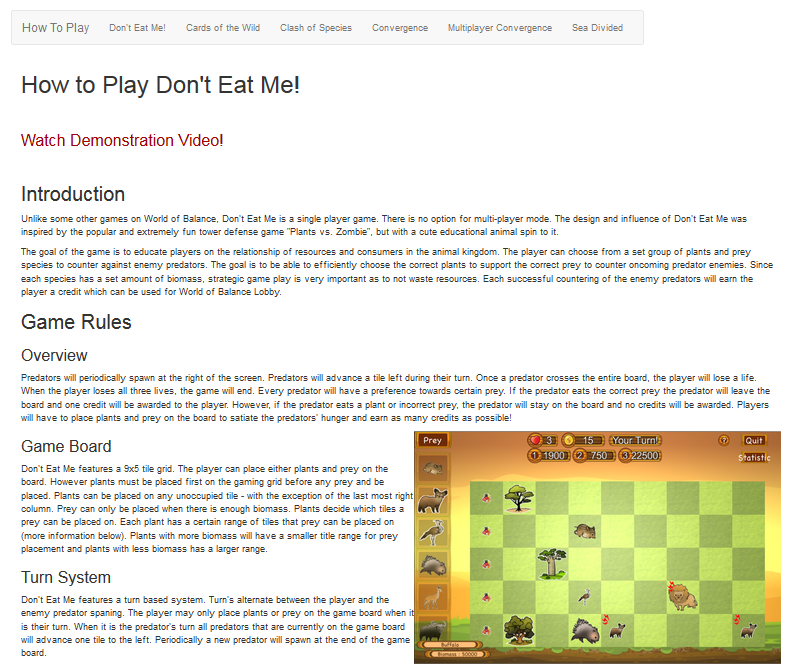 How To Play Don't Eat Me! Cards of the Wild Clash of Species Convergence Multiplayer Convergence Sea Divided
How to Play Don't Eat Me!
Watch Demonstration Video!
Introduction
Unlike some other games on World of Balance, Don't Eat Me is a single player game. There is no option for multi-player mode. The design and influence of Don't Eat Me was
inspired by the popular and extremely fun tower defense game "Plants vs. Zombie", but with a cute educational animal spin to it.
The goal of the game is to educate players on the relationship of resources and consumers in the animal kingdom. The player can choose from a set group of plants and prey
species to counter against enemy predators. The goal is to be able to efficiently choose the correct plants to support the correct prey to counter oncoming predator enemies. Since
each species has a set amount of biomass, strategic game play is very important as to not waste resources. Each successful countering of the enemy predators will earn the
player a credit which can be used for World of Balance Lobby.
Game Rules
Overview
Predators will periodically spawn at the right of the screen. Predators will advance a tile left during their turn. Once a predator crosses the entire board, the player will lose a life.
When the player loses all three lives, the game will end. Every predator will have a preference towards certain prey. If the predator eats the correct prey the predator will leave the
board and one credit will be awarded to the player. However, if the predator eats a plant or incorrect prey, the predator will stay on the board and no credits will be awarded. Players
will have to place plants and prey on the board to satiate the predators' hunger and earn as many credits as possible!
Game Board
Don't Eat Me features a 9x5 tile grid. The player can place either plants and prey on the
board. However plants must be placed first on the gaming grid before any prey and be
placed. Plants can be placed on any unoccupied tile - with the exception of the last most right
column. Prey can only be placed when there is enough biomass. Plants decide which tiles a
prey can be placed on. Each plant has a certain range of tiles that prey can be placed on
(more information below). Plants with more biomass will have a smaller title range for prey
placement and plants with less biomass has a larger range.
Turn System
Don't Eat Me features a turn based system. Turn's alternate between the player and the
enemy predator spaning. The player may only place plants or prey on the game board when it
is their turn. When it is the predator's turn all predators that are currently on the game board
will advance one tile to the left. Periodically a new predator will spawn at the end of the game
board.
Prey 3 15 Your Turn! ? Quit
1 1900 2 750 3 22500 Statistic
Buffalo
Biomass : 50000